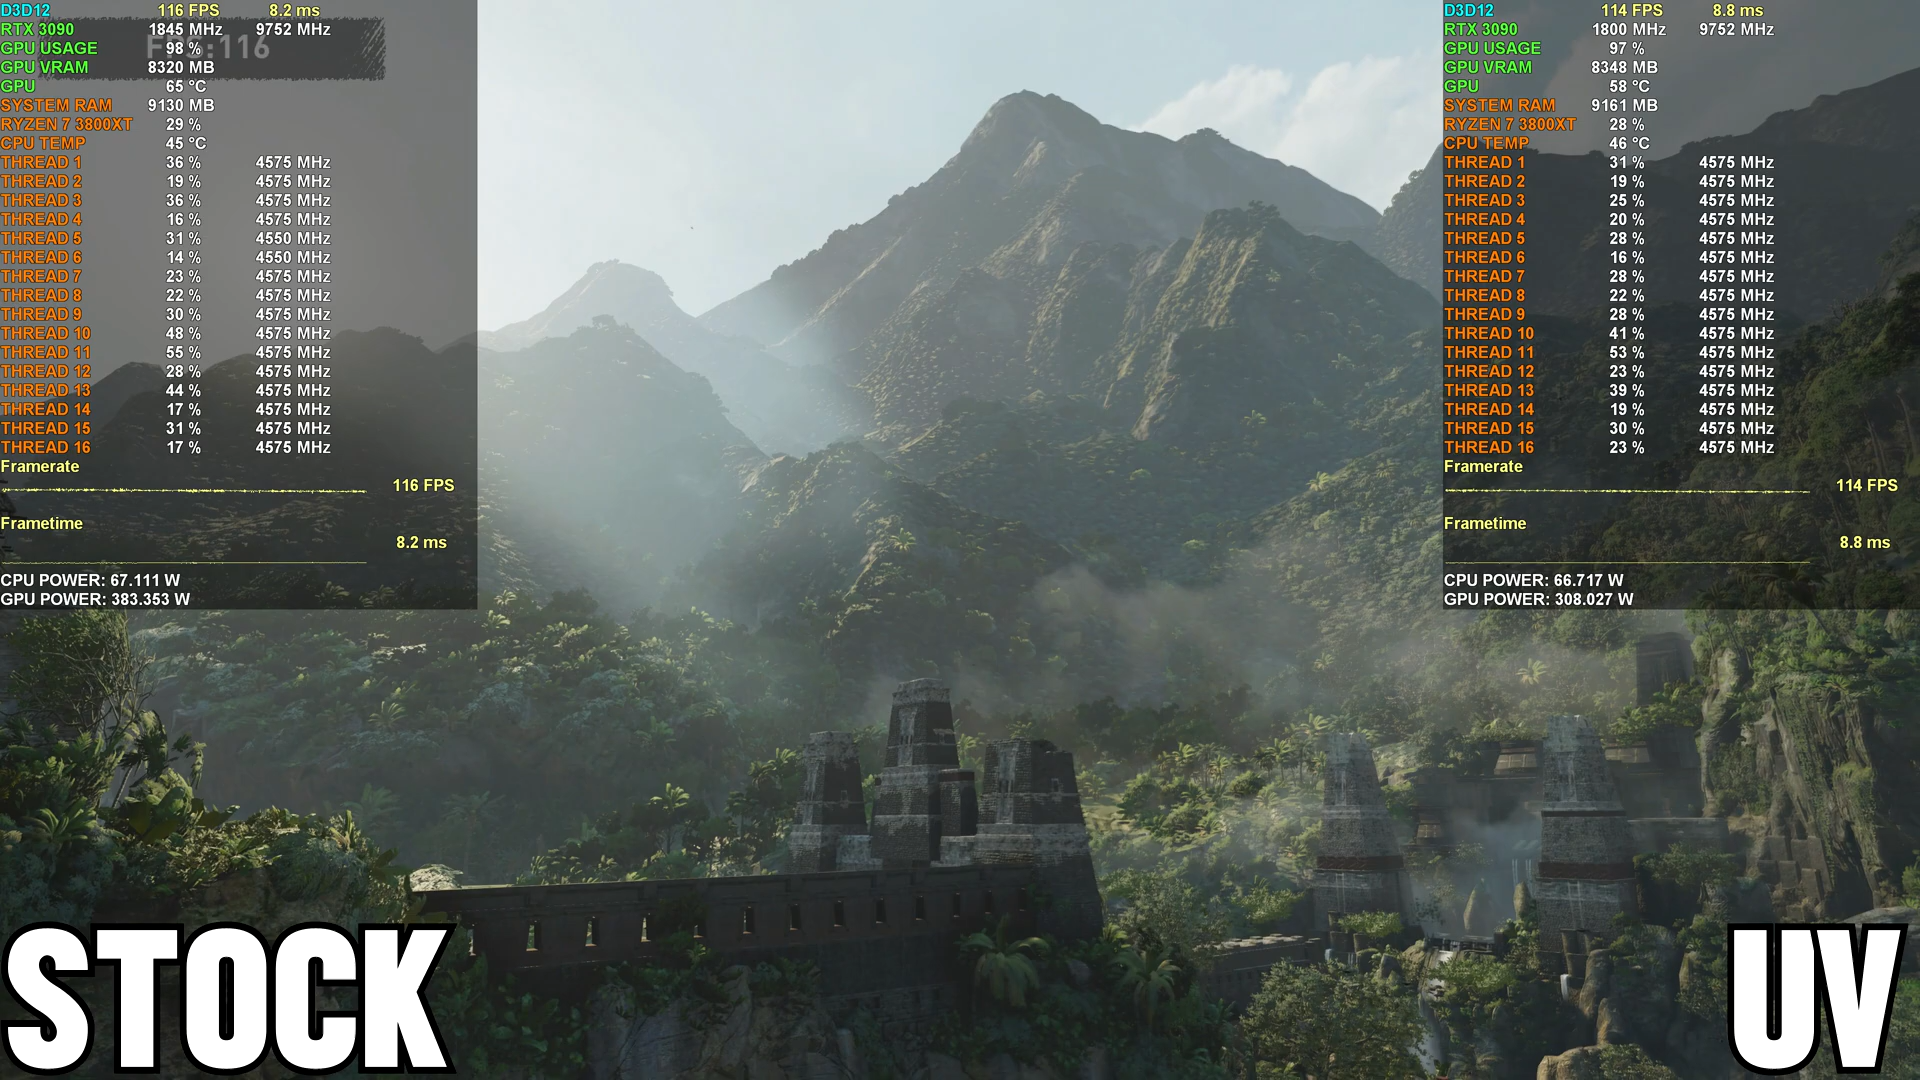 D3D12 116 FPS 8.2 ms
RTX 3090 1845 MHz 9752 MHz
FPS:116
GPU USAGE 98 %
GPU VRAM 8320 MB
GPU 65 °C
SYSTEM RAM 9130 MB
RYZEN 7 3800XT 29 %
CPU TEMP 45 °C
THREAD 1 36 % 4575 MHz
THREAD 2 19 % 4575 MHz
THREAD 3 36 % 4575 MHz
THREAD 4 16 % 4575 MHz
THREAD 5 31 % 4550 MHz
THREAD 6 14 % 4550 MHz
THREAD 7 23 % 4575 MHz
THREAD 8 22 % 4575 MHz
THREAD 9 30 % 4575 MHz
THREAD 10 48 % 4575 MHz
THREAD 11 55 % 4575 MHz
THREAD 12 28 % 4575 MHz
THREAD 13 44 % 4575 MHz
THREAD 14 17 % 4575 MHz
THREAD 15 31 % 4575 MHz
THREAD 16 17 % 4575 MHz
Framerate
116 FPS
Frametime
8.2 ms
CPU POWER: 67.111 W
GPU POWER: 383.353 W
STOCK
D3D12 114 FPS 8.8 ms
RTX 3090 1800 MHz 9752 MHz
GPU USAGE 97 %
GPU VRAM 8348 MB
GPU 58 °C
SYSTEM RAM 9161 MB
RYZEN 7 3800XT 28 %
CPU TEMP 46 °C
THREAD 1 31 % 4575 MHz
THREAD 2 19 % 4575 MHz
THREAD 3 25 % 4575 MHz
THREAD 4 20 % 4575 MHz
THREAD 5 28 % 4575 MHz
THREAD 6 16 % 4575 MHz
THREAD 7 28 % 4575 MHz
THREAD 8 22 % 4575 MHz
THREAD 9 28 % 4575 MHz
THREAD 10 41 % 4575 MHz
THREAD 11 53 % 4575 MHz
THREAD 12 23 % 4575 MHz
THREAD 13 39 % 4575 MHz
THREAD 14 19 % 4575 MHz
THREAD 15 30 % 4575 MHz
THREAD 16 23 % 4575 MHz
Framerate
114 FPS
Frametime
8.8 ms
CPU POWER: 66.717 W
GPU POWER: 308.027 W
UV